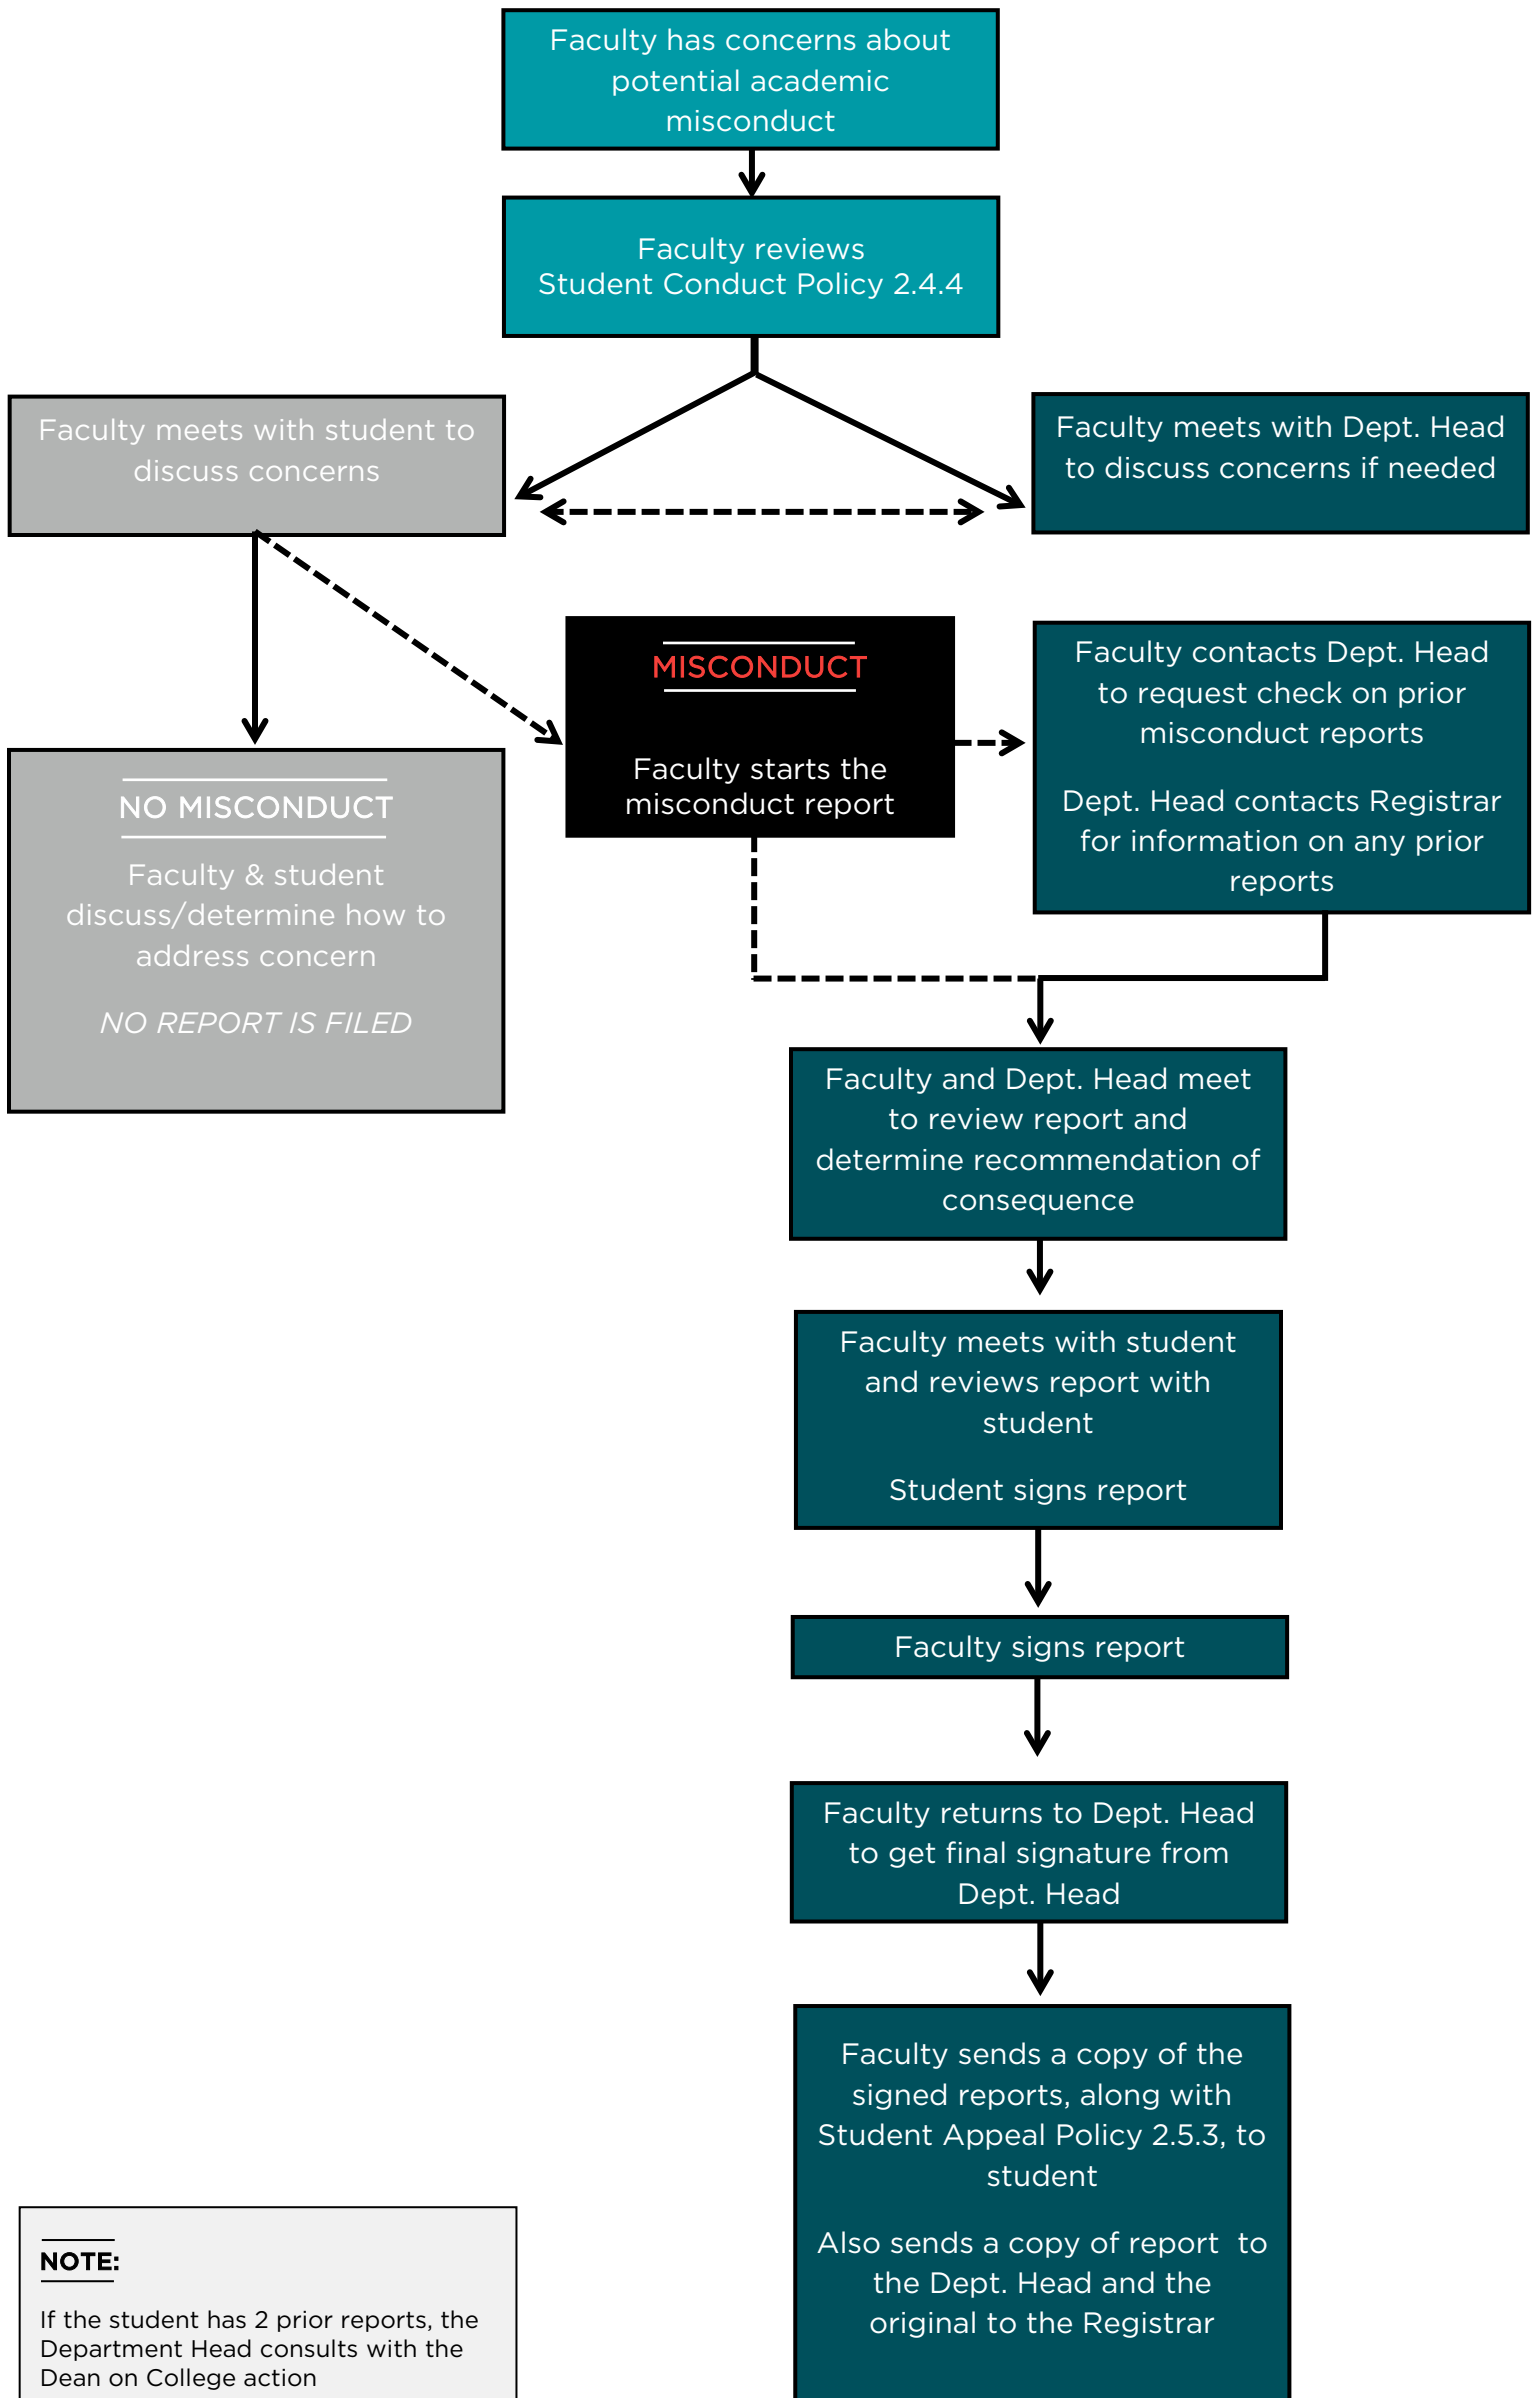 Faculty has concerns about
potential academic
misconduct
Faculty reviews
Student Conduct Policy 2.4.4
Faculty meets with student to
discuss concerns
Faculty meets with Dept. Head
to discuss concerns if needed
MISCONDUCT
Faculty starts the
misconduct report
Faculty contacts Dept. Head
to request check on prior
misconduct reports
Dept. Head contacts Registrar
for information on any prior
reports
NO MISCONDUCT
Faculty & student
discuss/determine how to
address concern
NO REPORT IS FILED
Faculty and Dept. Head meet
to review report and
determine recommendation of
consequence
Faculty meets with student
and reviews report with
student
Student signs report
Faculty signs report
Faculty returns to Dept. Head
to get final signature from
Dept. Head
Faculty sends a copy of the
signed reports, along with
Student Appeal Policy 2.5.3, to
student
Also sends a copy of report  to
the Dept. Head and the
original to the Registrar
NOTE:
If the student has 2 prior reports, the
Department Head consults with the
Dean on College action